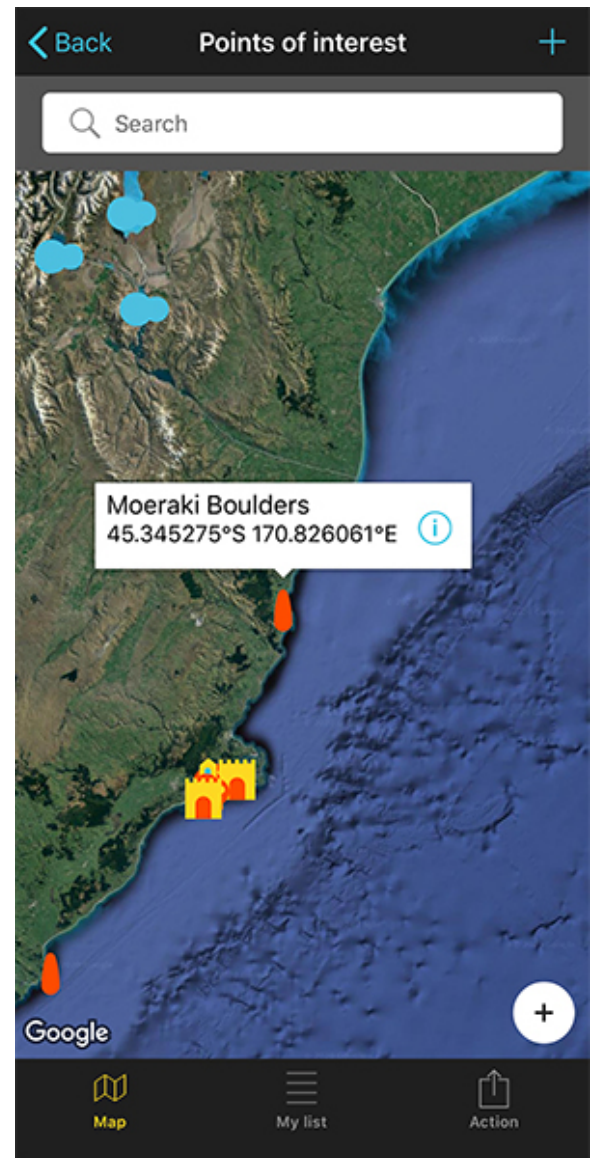 Back
Points of interest
+
Search
Moeraki Boulders
45.345275°S 170.826061°E
i
+
Google
Map
My list
Action